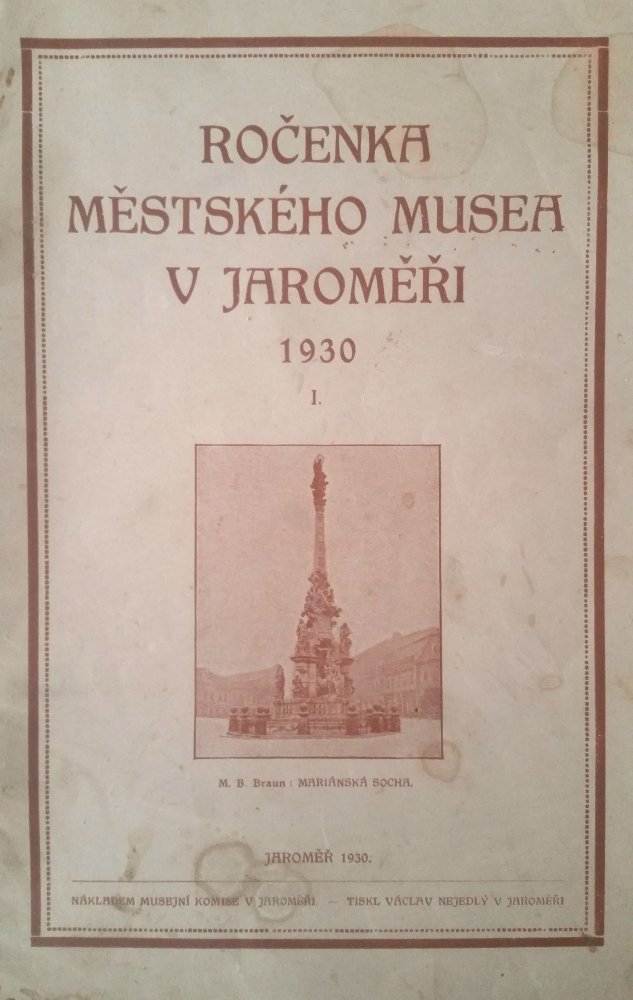 ROČENKA
MĚSTSKÉHO MUSEA
V JAROMĚŘI
1930
I.
M. B. Braun : MARIÁNSKÁ SOCHA.
JAROMĚŘ 1930.
NÁKLADEM MUSEJNÍ KOMISE V JAROMĚŘI. — TISKL VÁCLAV NEJEDLÝ V JAROMĚŘI